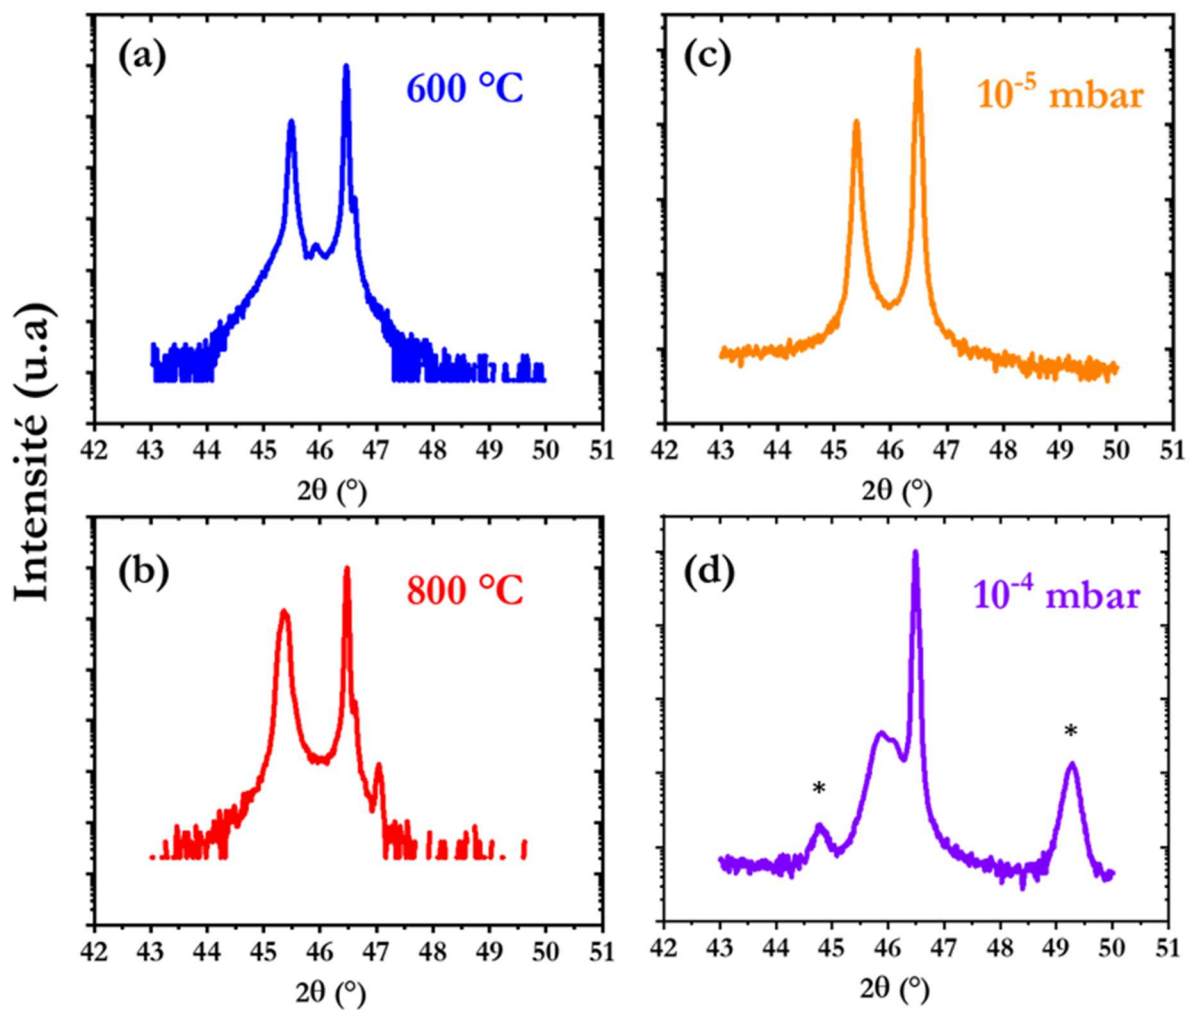 Intensité (u.a)
(a)
600 °C
42 43 44 45 46 47 48 49 50 51
2θ (°)
(c)
10⁻⁵ mbar
42 43 44 45 46 47 48 49 50 51
2θ (°)
(b)
800 °C
42 43 44 45 46 47 48 49 50 51
2θ (°)
(d)
10⁻⁴ mbar
*
*
42 43 44 45 46 47 48 49 50 51
2θ (°)